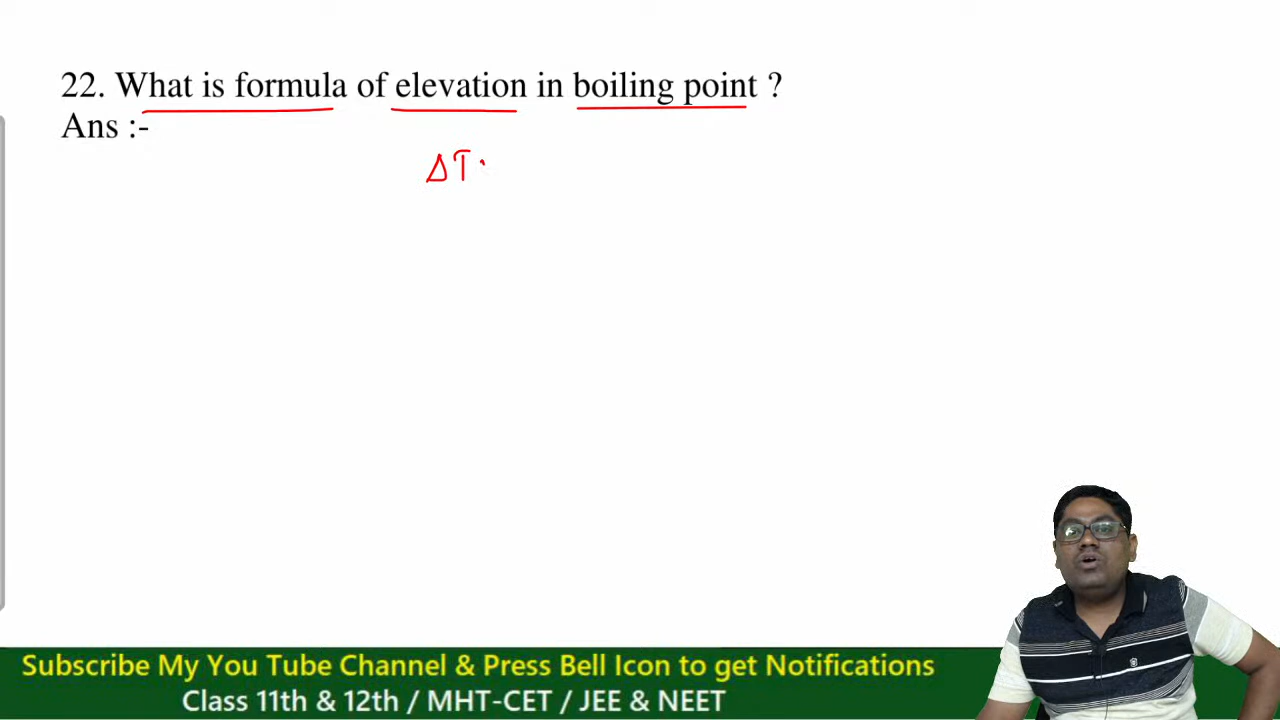 22. What is formula of elevation in boiling point ?
Ans :-
ΔT
Subscribe My You Tube Channel & Press Bell Icon to get Notifications
Class 11th & 12th / MHT-CET / JEE & NEET